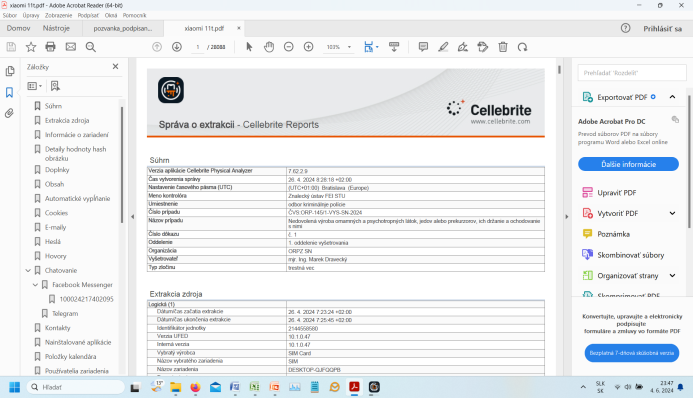 xiaomi 11t.pdf - Adobe Acrobat Reader (64-bit)
Súbor Úpravy Zobrazenie Podpísať Okná Pomocník
Domov Nástroje pozvanka_podpisan... xiaomi 11t.pdf × Prihlásiť sa
1 / 28088 103%
Záložky
Súhrn
Extrakcia zdroja
Informácie o zariadení
Detaily hodnoty hash obrázku
Doplnky
Obsah
Automatické vypĺňanie
Cookies
E-maily
Heslá
Hovory
Chatovanie
Facebook Messenger
100024217402095
Telegram
Kontakty
Nainštalované aplikácie
Položky kalendára
Používatelia zariadenia
Cellebrite
www.cellebrite.com
Správa o extrakcii - Cellebrite Reports
Súhrn
Verzia aplikácie Cellebrite Physical Analyzer 7.62.2.9
Čas vytvorenia správy 26. 4. 2024 8:28:18 +02:00
Nastavenie časového pásma (UTC) (UTC+01:00) Bratislava (Europe)
Meno kontrolóra Znalecký ústav FEI STU
Umiestnenie odbor kriminálnej polície
Číslo prípadu ČVS:ORP-145/1-VYS-SN-2024
Názov prípadu Nedovolená výroba omamných a psychotropných látok, jedov alebo prekurzorov, ich držanie a obchodovanie
s nimi
Číslo dôkazu č. 1
Oddelenie 1. oddelenie vyšetrovania
Organizácia ORPZ SN
Vyšetrovateľ mjr. Ing. Marek Dravecký
Typ zločinu trestná vec
Extrakcia zdroja
Logická (1)
Dátum/čas začatia extrakcie 26. 4. 2024 7:23:24 +02:00
Dátum/čas ukončenia extrakcie 26. 4. 2024 7:25:45 +02:00
Identifikátor jednotky 2144558580
Verzia UFED 10.1.0.47
Interná verzia 10.1.0.47
Vybratý výrobca SIM Card
Názov vybratého zariadenia SIM
Názov zariadenia DESKTOP-QJFOQPB
Prehľadať 'Rozdeliť'
Exportovať PDF
Adobe Acrobat Pro DC
Prevod súborov PDF na súbory
programu Word alebo Excel online
Ďalšie informácie
Upraviť PDF
Vytvoriť PDF
Poznámka
Skombinovať súbory
Organizovať strany
Skomprimovať PDF
Konvertujte, upravujte a elektronicky
podpisujte
formuláre a zmluvy vo formáte PDF
Bezplatná 7-dňová skúšobná verzia
Hľadať
13°
SLK
SK
23:47
4. 6. 2024